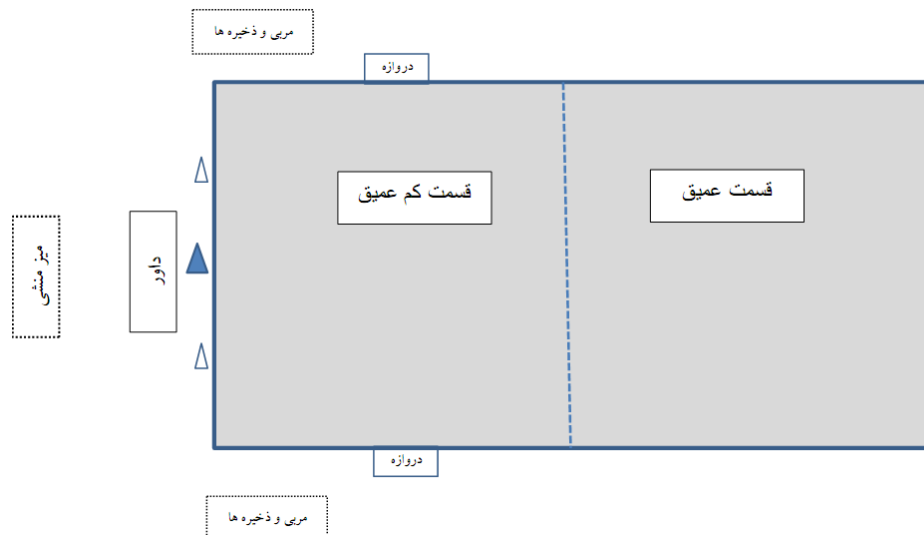 مربی و ذخیره ها
دروازه
قسمت کم عمیق
قسمت عمیق
داور
میز منشی
دروازه
مربی و ذخیره ها